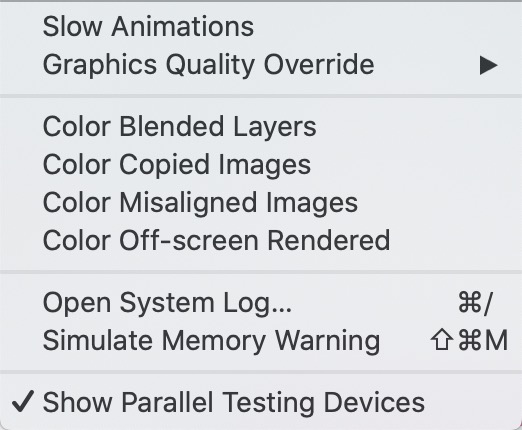 Slow Animations
Graphics Quality Override ▶
Color Blended Layers
Color Copied Images
Color Misaligned Images
Color Off-screen Rendered
Open System Log... ⌘/
Simulate Memory Warning ⇧⌘M
✓ Show Parallel Testing Devices